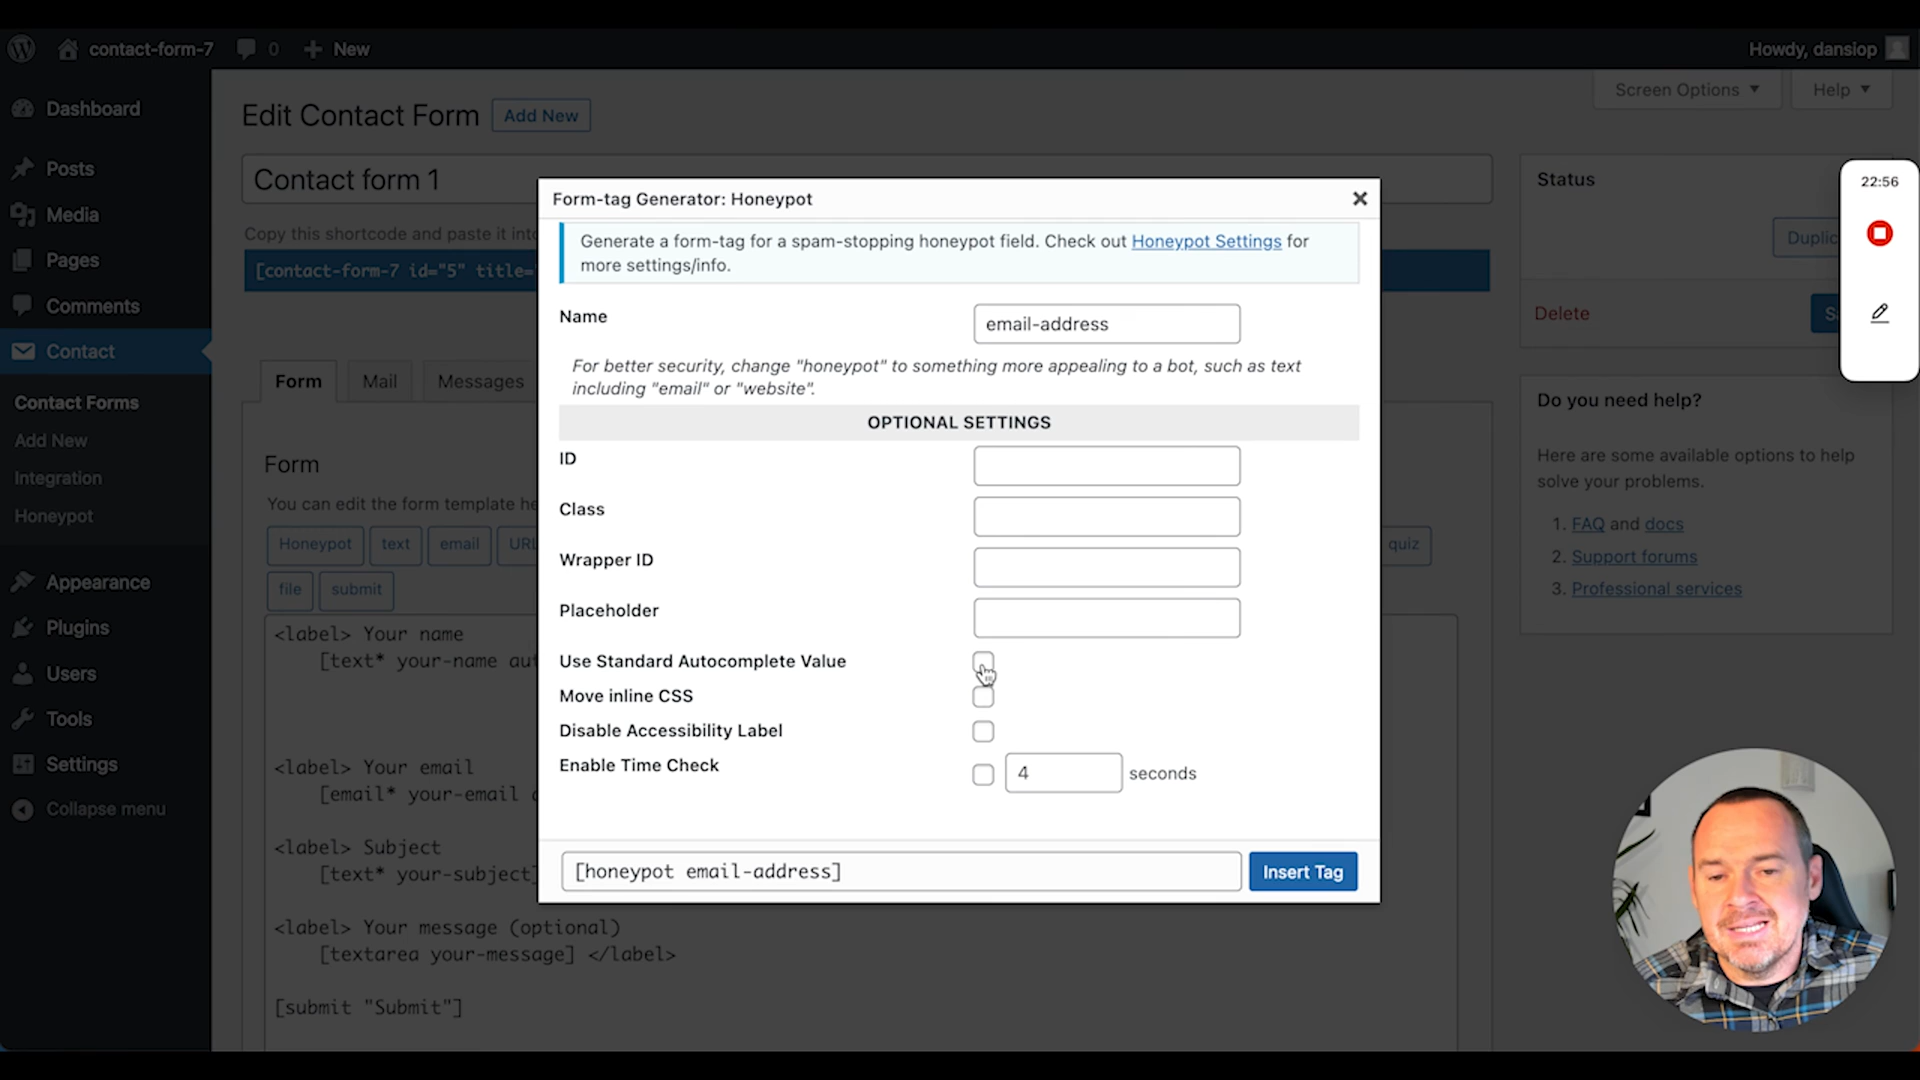 contact-form-7
0
New
Howdy, dansiop
Dashboard
Posts
Media
Pages
Comments
Contact
Contact Forms
Add New
Integration
Honeypot
Appearance
Plugins
Users
Tools
Settings
Collapse menu
Edit Contact Form
Add New
Screen Options
Help
Contact form 1
Copy this shortcode and paste it into
[contact-form-7 id="5" title=
Form
Mail
Messages
Form
You can edit the form template he
Honeypot
text
email
URL
quiz
file
submit
<label> Your name
[text* your-name aut
<label> Your email
[email* your-email
<label> Subject
[text* your-subject]
<label> Your message (optional)
[textarea your-message] </label>
[submit "Submit"]
Form-tag Generator: Honeypot
Generate a form-tag for a spam-stopping honeypot field. Check out Honeypot Settings for
more settings/info.
Name
email-address
For better security, change "honeypot" to something more appealing to a bot, such as text
including "email" or "website".
OPTIONAL SETTINGS
ID
Class
Wrapper ID
Placeholder
Use Standard Autocomplete Value
Move inline CSS
Disable Accessibility Label
Enable Time Check
4
seconds
[honeypot email-address]
Insert Tag
Status
Duplic
Delete
Do you need help?
Here are some available options to help
solve your problems.
1. FAQ and docs
2. Support forums
3. Professional services
22:56